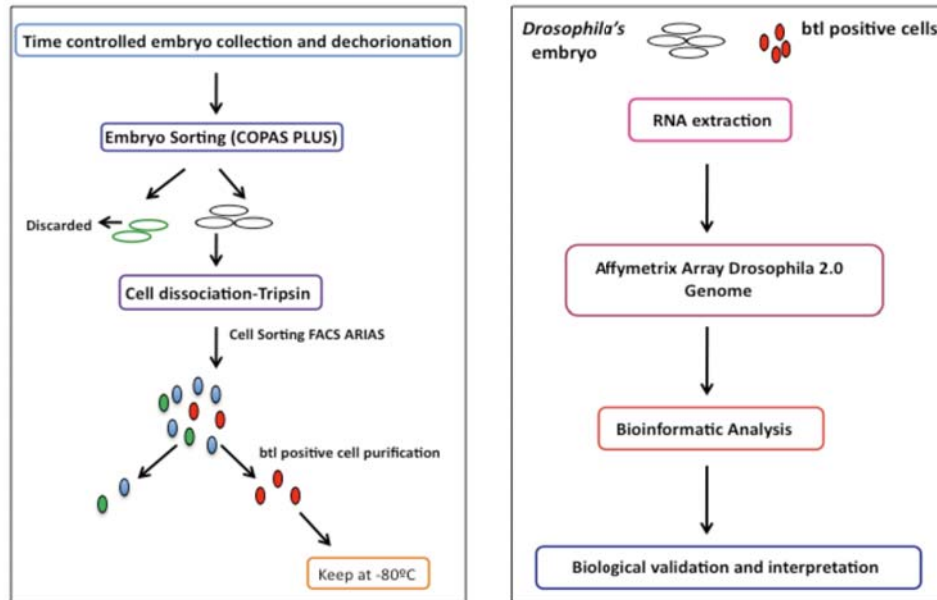 Time controlled embryo collection and dechorionation
Embryo Sorting (COPAS PLUS)
Discarded
Cell dissociation-Tripsin
Cell Sorting FACS ARIAS
btl positive cell purification
Keep at -80ºC
Drosophila's
embryo
btl positive cells
RNA extraction
Affymetrix Array Drosophila 2.0
Genome
Bioinformatic Analysis
Biological validation and interpretation